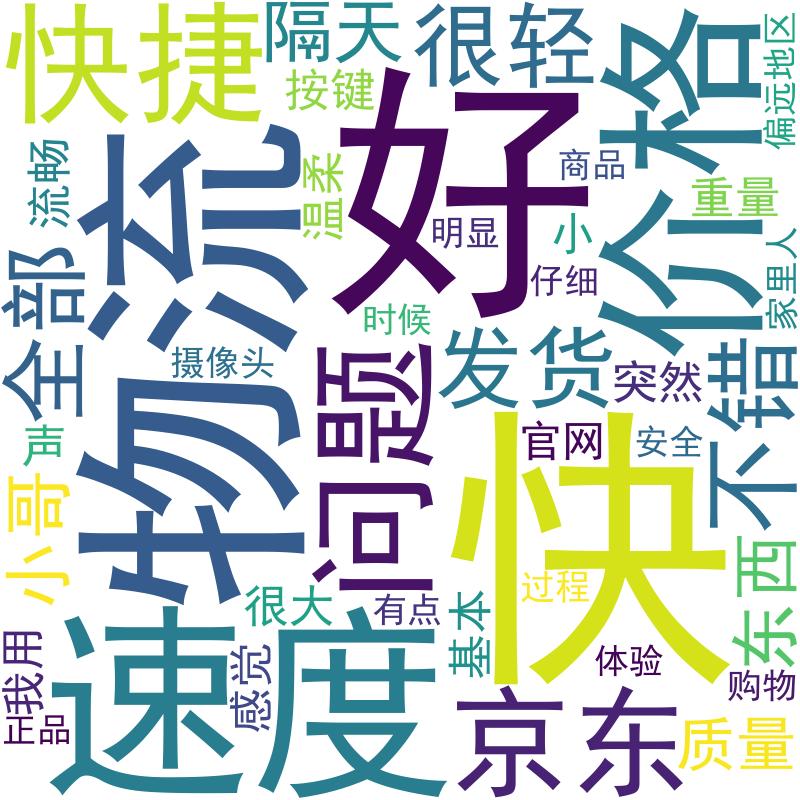 快捷
隔天
很轻
价格
偏远地区
按键
好
物流
流畅
温柔
商品
重量
明显
小
仔细
家里人
全部
时候
摄像头
问题
发货
突然
不错
声
官网
安全
快
小哥
东西
很大
有点
基本
过程
速度
我用
感觉
体验
购物
正品
京东
质量